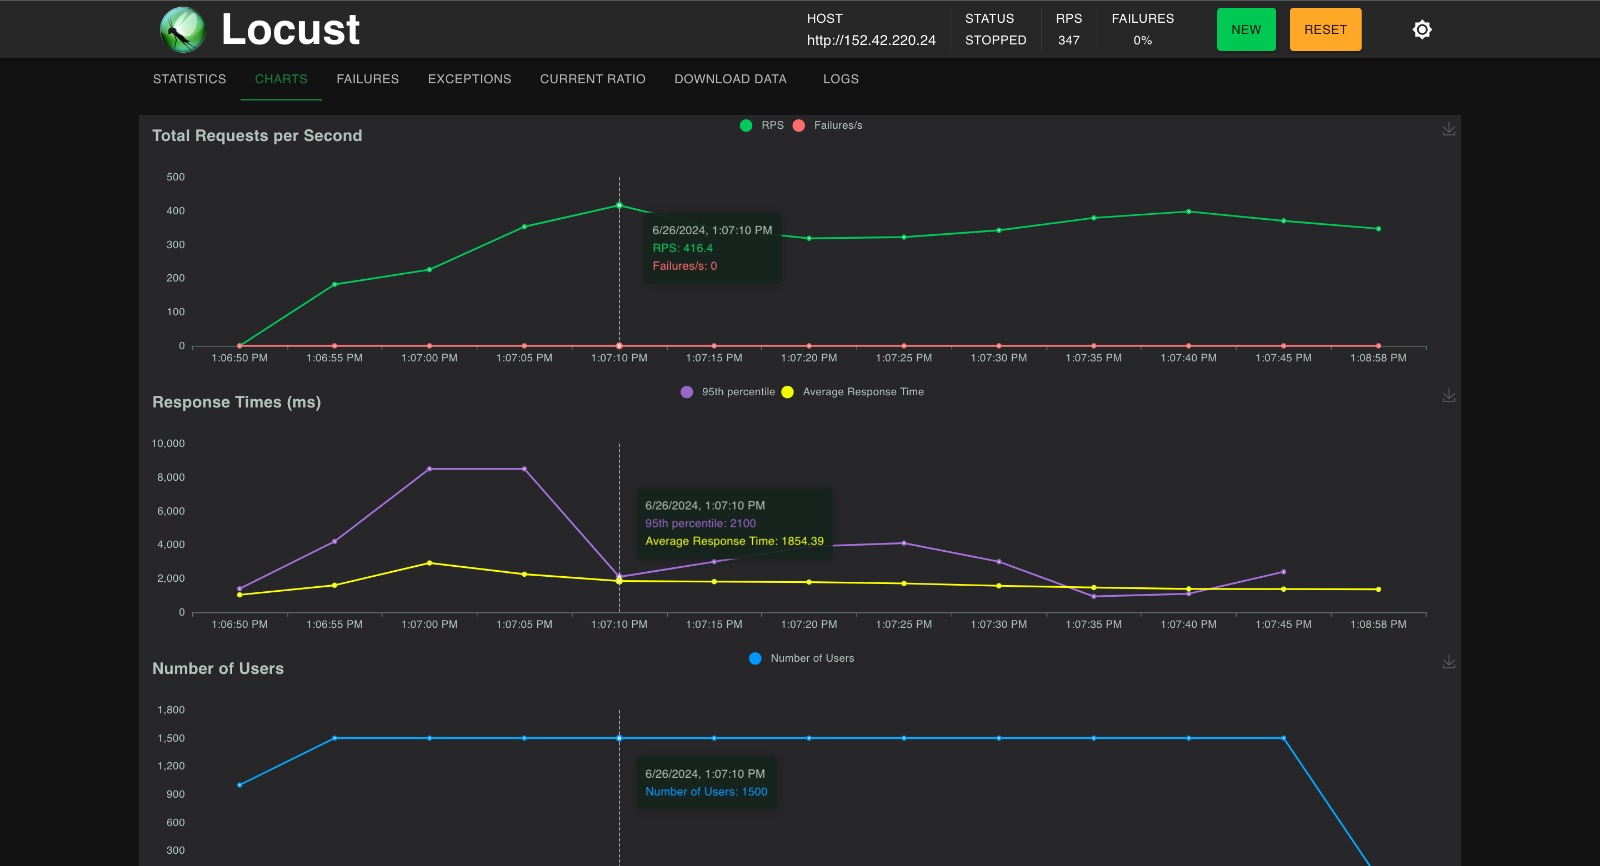 Locust
HOST
http://152.42.220.24
STATUS
STOPPED
RPS
347
FAILURES
0%
NEW
RESET
STATISTICS CHARTS FAILURES EXCEPTIONS CURRENT RATIO DOWNLOAD DATA LOGS
Total Requests per Second
RPS Failures/s
500
400
300
200
100
0
6/26/2024, 1:07:10 PM
RPS: 416.4
Failures/s: 0
1:06:50 PM 1:06:55 PM 1:07:00 PM 1:07:05 PM 1:07:10 PM 1:07:15 PM 1:07:20 PM 1:07:25 PM 1:07:30 PM 1:07:35 PM 1:07:40 PM 1:07:45 PM 1:08:58 PM
Response Times (ms)
95th percentile Average Response Time
10,000
8,000
6,000
4,000
2,000
0
6/26/2024, 1:07:10 PM
95th percentile: 2100
Average Response Time: 1854.39
1:06:50 PM 1:06:55 PM 1:07:00 PM 1:07:05 PM 1:07:10 PM 1:07:15 PM 1:07:20 PM 1:07:25 PM 1:07:30 PM 1:07:35 PM 1:07:40 PM 1:07:45 PM 1:08:58 PM
Number of Users
Number of Users
1,800
1,500
1,200
900
600
300
6/26/2024, 1:07:10 PM
Number of Users: 1500